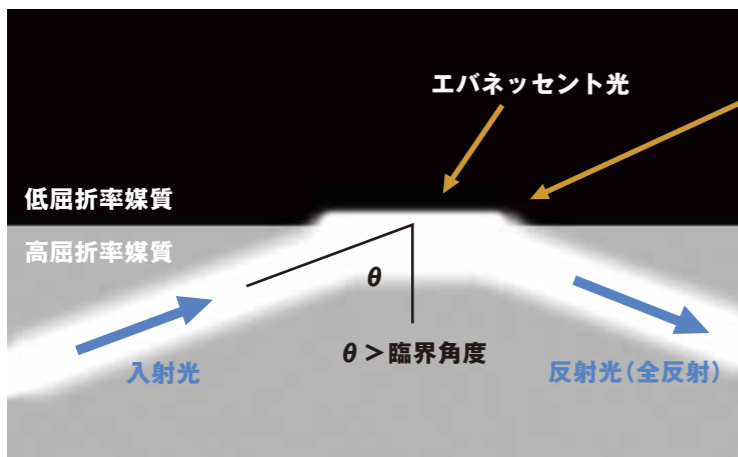 エバネッセント光
低屈折率媒質
高屈折率媒質
θ
θ＞臨界角度
入射光
反射光（全反射）